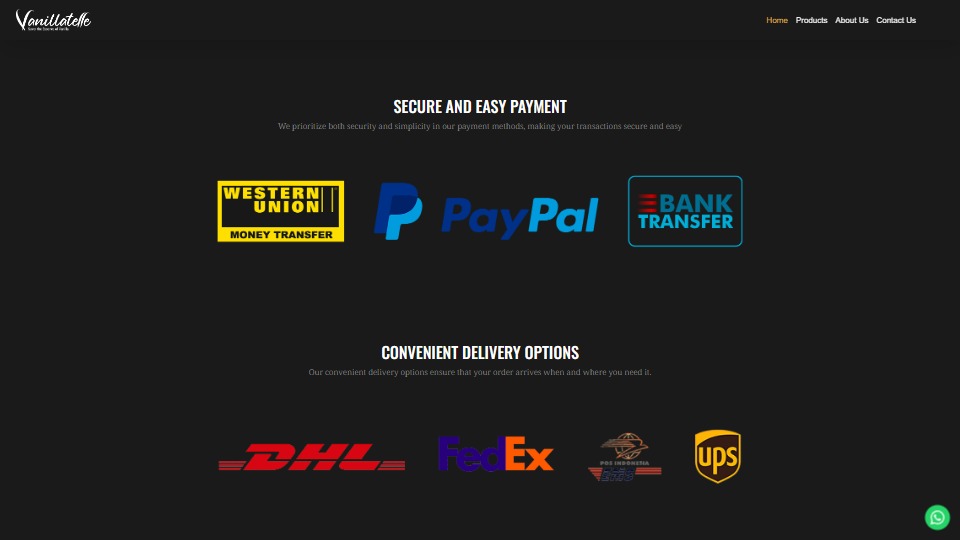 Vanillatelle
Home Products About Us Contact Us
SECURE AND EASY PAYMENT
We prioritize both security and simplicity in our payment methods, making your transactions secure and easy
WESTERN
UNION
MONEY TRANSFER
PayPal
BANK
TRANSFER
CONVENIENT DELIVERY OPTIONS
Our convenient delivery options ensure that your order arrives when and where you need it.
DHL
FedEx
POS INDONESIA
ups